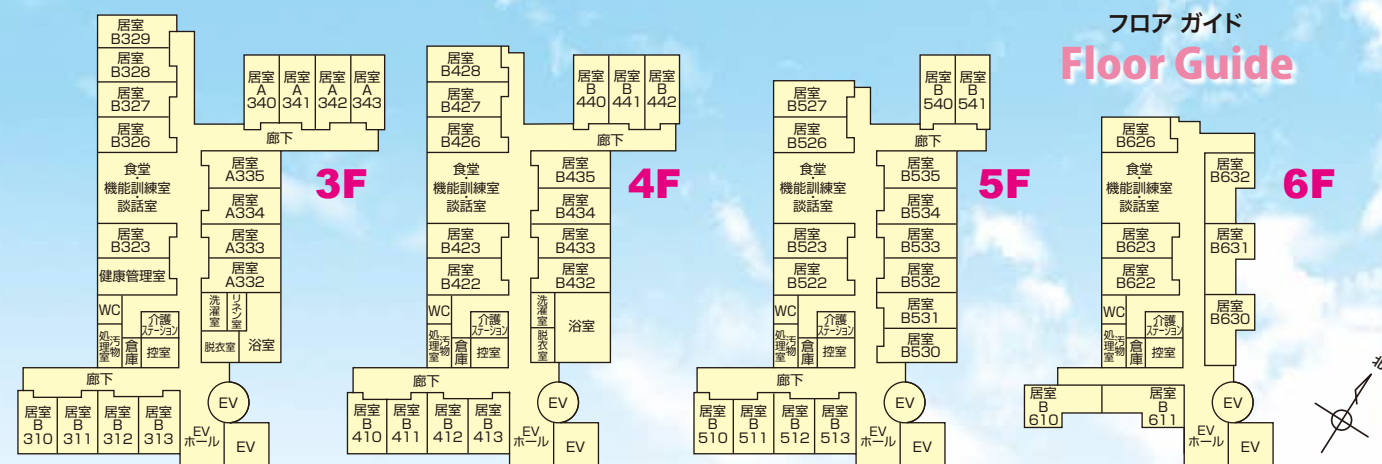 フロア ガイド
Floor Guide
3F
居室
B329
居室
B328
居室
B327
居室
B326
食堂
・
機能訓練室
・
談話室
居室
B323
健康管理室
WC
汚物
処理室
倉庫
介護
ステーション
控室
居室
A
340
居室
A
341
居室
A
342
居室
A
343
廊下
居室
A335
居室
A334
居室
A333
居室
A332
洗濯室
リネン室
脱衣室
浴室
廊下
居室
B
310
居室
B
311
居室
B
312
居室
B
313
EV
EV
ホール
EV
4F
居室
B428
居室
B427
居室
B426
食堂
・
機能訓練室
・
談話室
居室
B423
居室
B422
WC
汚物
処理室
倉庫
介護
ステーション
控室
居室
B
440
居室
B
441
居室
B
442
廊下
居室
B435
居室
B434
居室
B433
居室
B432
洗濯室
脱衣室
浴室
廊下
居室
B
410
居室
B
411
居室
B
412
居室
B
413
EV
EV
ホール
EV
5F
居室
B527
居室
B526
食堂
・
機能訓練室
・
談話室
居室
B523
居室
B522
WC
汚物
処理室
倉庫
介護
ステーション
控室
居室
B
540
居室
B
541
廊下
居室
B535
居室
B534
居室
B533
居室
B532
居室
B531
居室
B530
廊下
居室
B
510
居室
B
511
居室
B
512
居室
B
513
EV
EV
ホール
EV
6F
居室
B626
食堂
・
機能訓練室
・
談話室
居室
B623
居室
B622
WC
汚物
処理室
倉庫
介護
ステーション
控室
居室
B632
居室
B631
居室
B630
居室
B
610
居室
B
611
EV
EV
ホール
EV
北